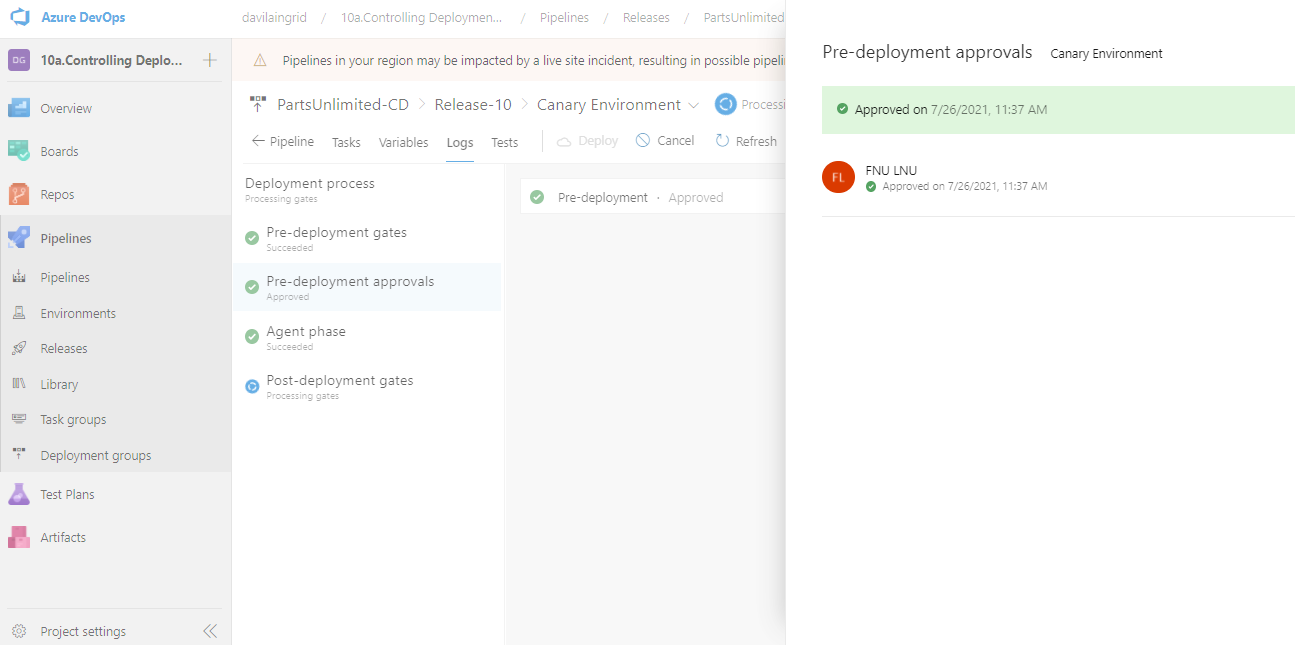 Azure DevOps
davilaingrid / 10a.Controlling Deploymen... / Pipelines / Releases / PartsUnlimited
DG 10a.Controlling Deplo...
Pipelines in your region may be impacted by a live site incident, resulting in possible pipeli
PartsUnlimited-CD > Release-10 > Canary Environment Processi
Pipeline Tasks Variables Logs Tests Deploy Cancel Refresh
Overview
Boards
Repos
Pipelines
Pipelines
Environments
Releases
Library
Task groups
Deployment groups
Test Plans
Artifacts
Project settings
Deployment process
Processing gates
Pre-deployment gates
Succeeded
Pre-deployment approvals
Approved
Agent phase
Succeeded
Post-deployment gates
Processing gates
Pre-deployment · Approved
Pre-deployment approvals Canary Environment
Approved on 7/26/2021, 11:37 AM
FL FNU LNU
Approved on 7/26/2021, 11:37 AM